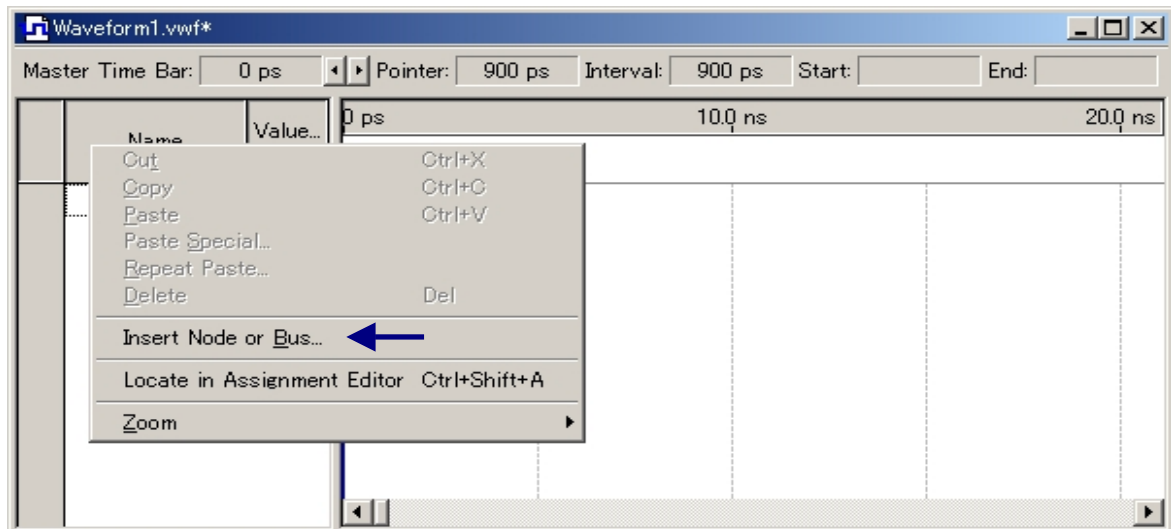 Waveform1.vwf*
Master Time Bar: 0 ps Pointer: 900 ps Interval: 900 ps Start: End:
Name Value... 0 ps 10.0 ns 20.0 ns
Cut Ctrl+X
Copy Ctrl+C
Paste Ctrl+V
Paste Special...
Repeat Paste...
Delete Del
Insert Node or Bus...
Locate in Assignment Editor Ctrl+Shift+A
Zoom